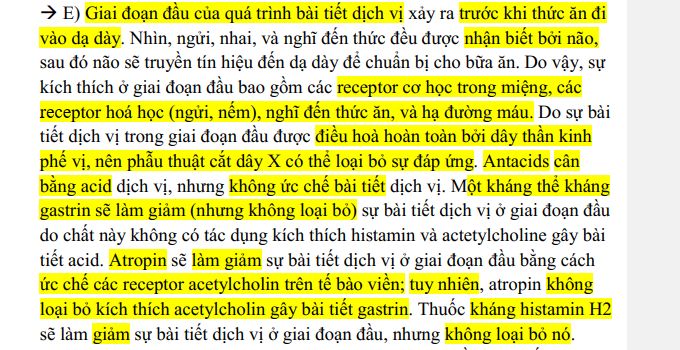 → E) Giai đoạn đầu của quá trình bài tiết dịch vị xảy ra trước khi thức ăn đi
vào dạ dày. Nhìn, ngửi, nhai, và nghĩ đến thức đều được nhận biết bởi não,
sau đó não sẽ truyền tín hiệu đến dạ dày để chuẩn bị cho bữa ăn. Do vậy, sự
kích thích ở giai đoạn đầu bao gồm các receptor cơ học trong miệng, các
receptor hoá học (ngửi, nếm), nghĩ đến thức ăn, và hạ đường máu. Do sự bài
tiết dịch vị trong giai đoạn đầu được điều hoà hoàn toàn bởi dây thần kinh
phế vị, nên phẫu thuật cắt dây X có thể loại bỏ sự đáp ứng. Antacids cân
bằng acid dịch vị, nhưng không ức chế bài tiết dịch vị. Một kháng thể kháng
gastrin sẽ làm giảm (nhưng không loại bỏ) sự bài tiết dịch vị ở giai đoạn đầu
do chất này không có tác dụng kích thích histamin và actetylcholine gây bài
tiết acid. Atropin sẽ làm giảm sự bài tiết dịch vị ở giai đoạn đầu bằng cách
ức chế các receptor acetylcholin trên tế bào viền; tuy nhiên, atropin không
loại bỏ kích thích acetylcholin gây bài tiết gastrin. Thuốc kháng histamin H2
sẽ làm giảm sự bài tiết dịch vị ở giai đoạn đầu, nhưng không loại bỏ nó.